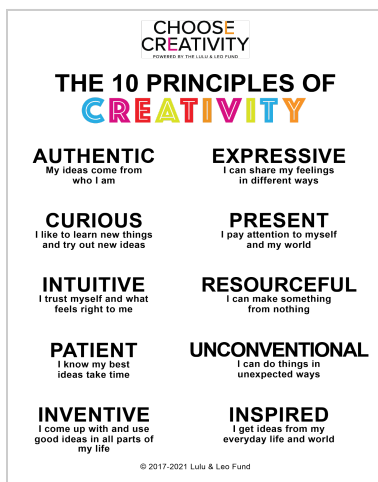 CHOOSE
CREATIVITY
POWERED BY THE LULU & LEO FUND
THE 10 PRINCIPLES OF
CREATIVITY
AUTHENTIC
My ideas come from
who I am
EXPRESSIVE
I can share my feelings
in different ways
CURIOUS
I like to learn new things
and try out new ideas
PRESENT
I pay attention to myself
and my world
INTUITIVE
I trust myself and what
feels right to me
RESOURCEFUL
I can make something
from nothing
PATIENT
I know my best
ideas take time
UNCONVENTIONAL
I can do things in
unexpected ways
INVENTIVE
I come up with and use
good ideas in all parts of
my life
INSPIRED
I get ideas from my
everyday life and world
© 2017-2021 Lulu & Leo Fund